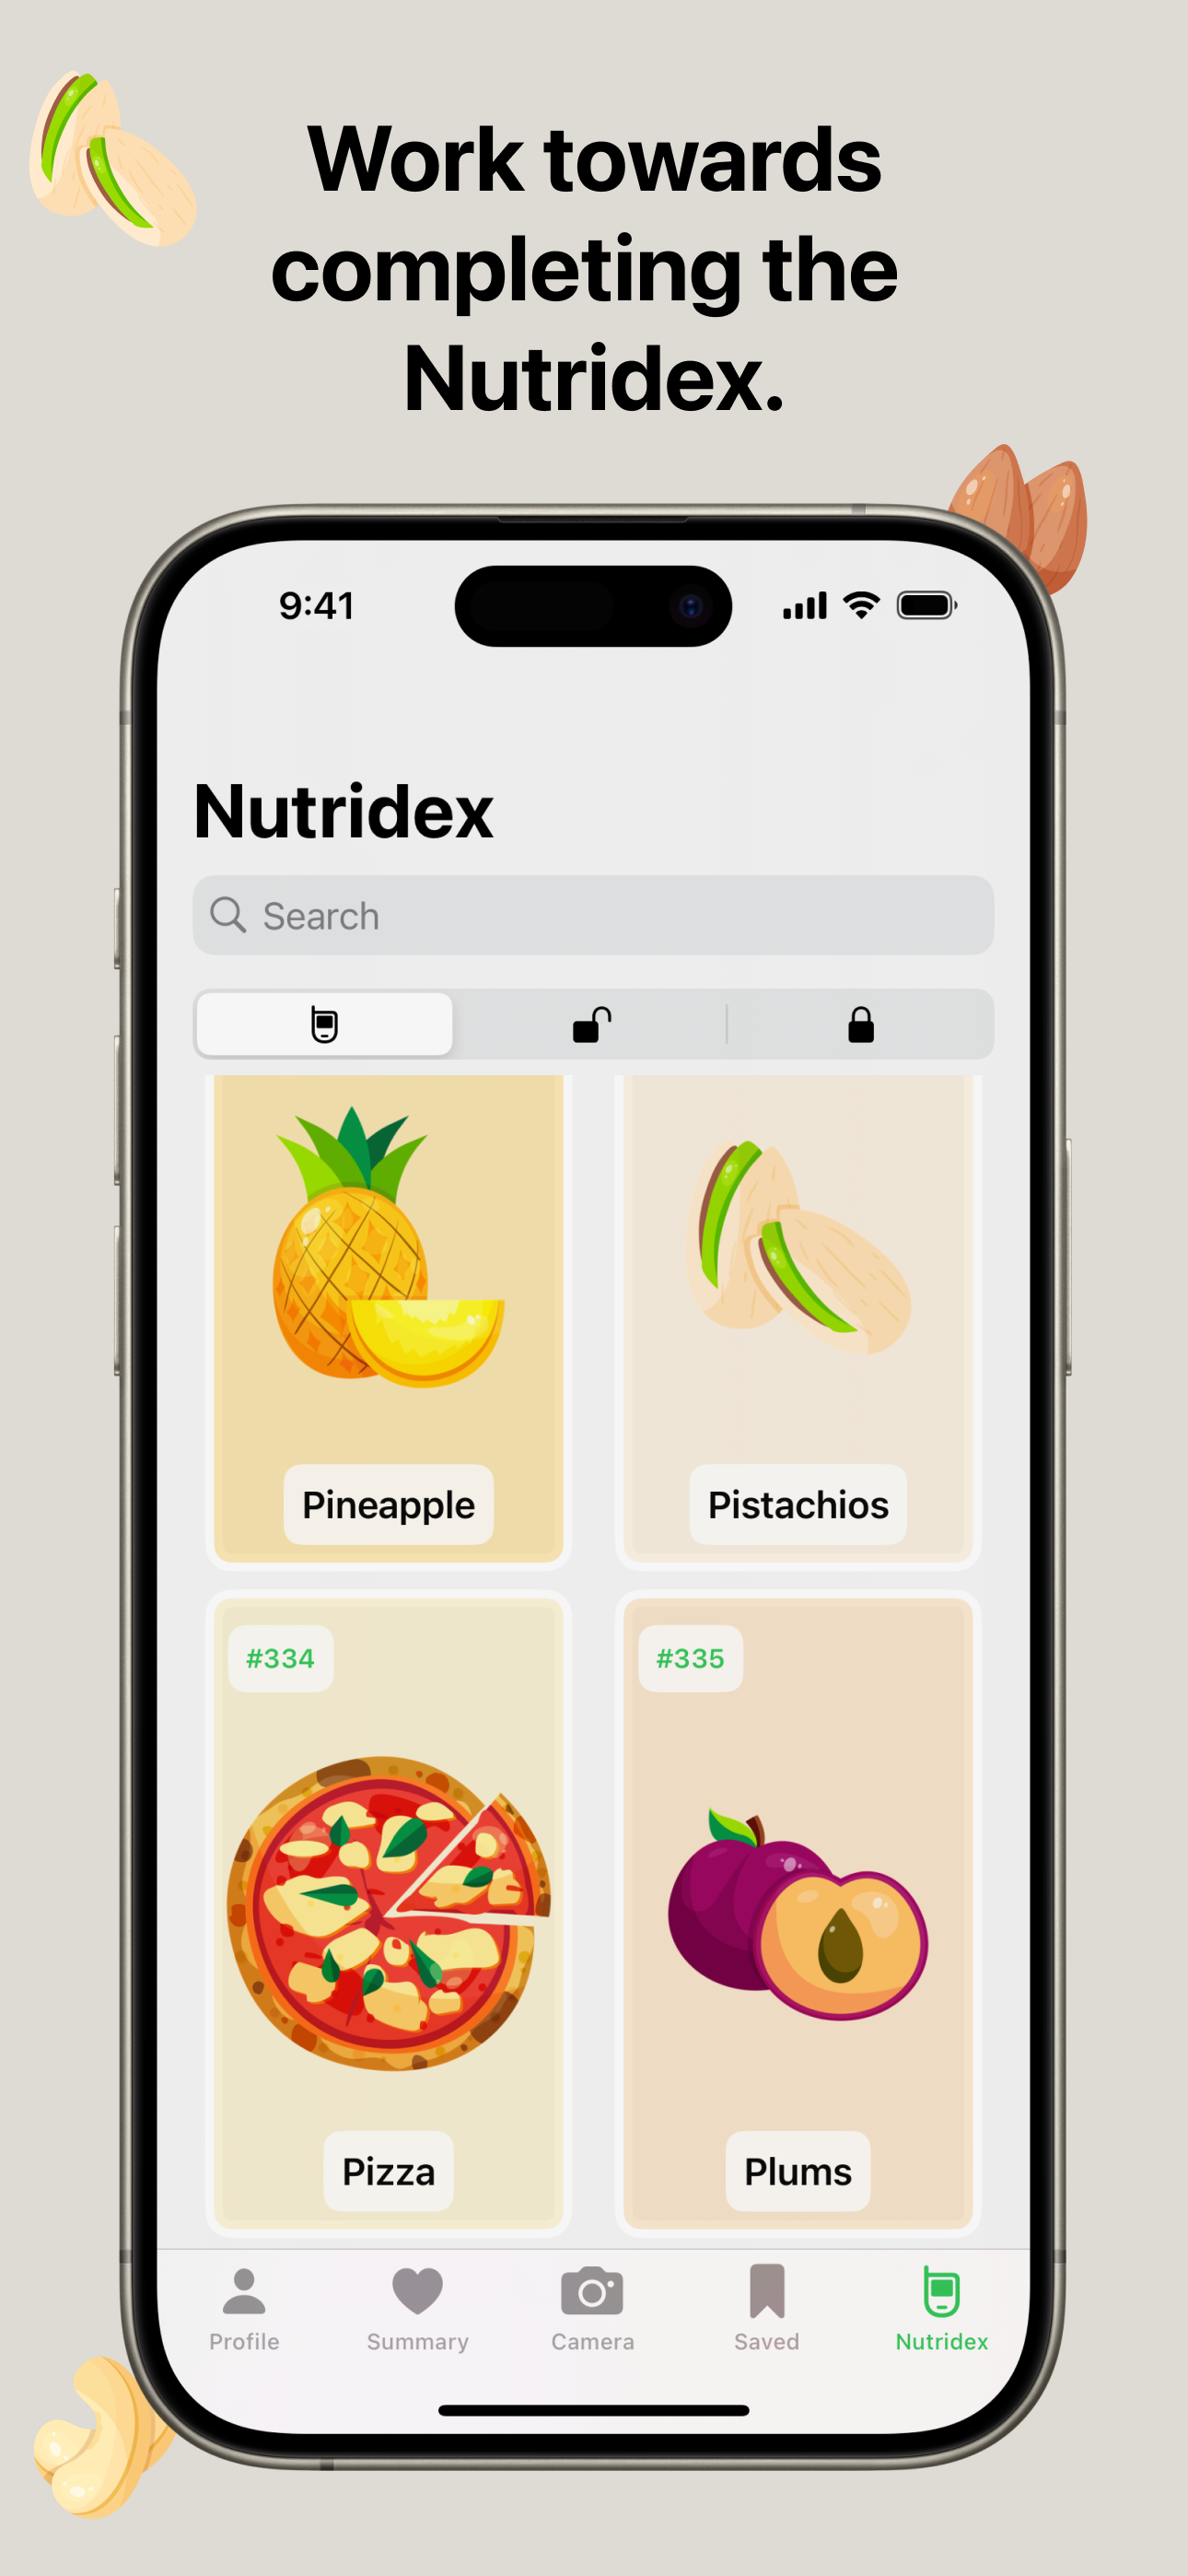 Work towards
completing the
Nutridex.
9:41
Nutridex
Search
Pineapple
Pistachios
#334
#335
Pizza
Plums
Profile
Summary
Camera
Saved
Nutridex